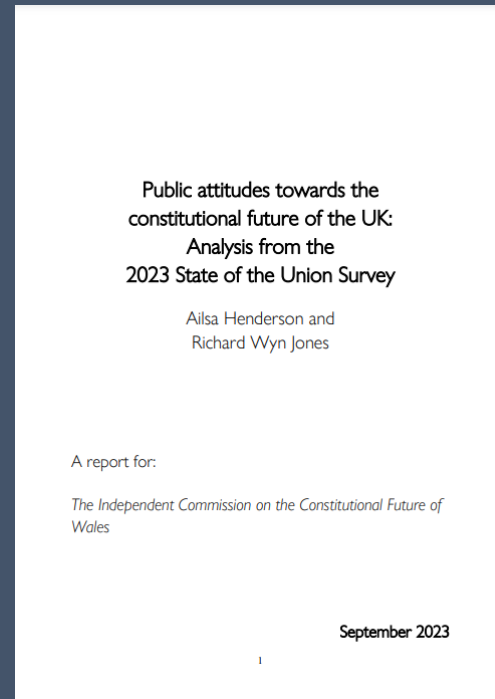 Public attitudes towards the
constitutional future of the UK:
Analysis from the
2023 State of the Union Survey
Ailsa Henderson and
Richard Wyn Jones
A report for:
The Independent Commission on the Constitutional Future of
Wales
September 2023
1